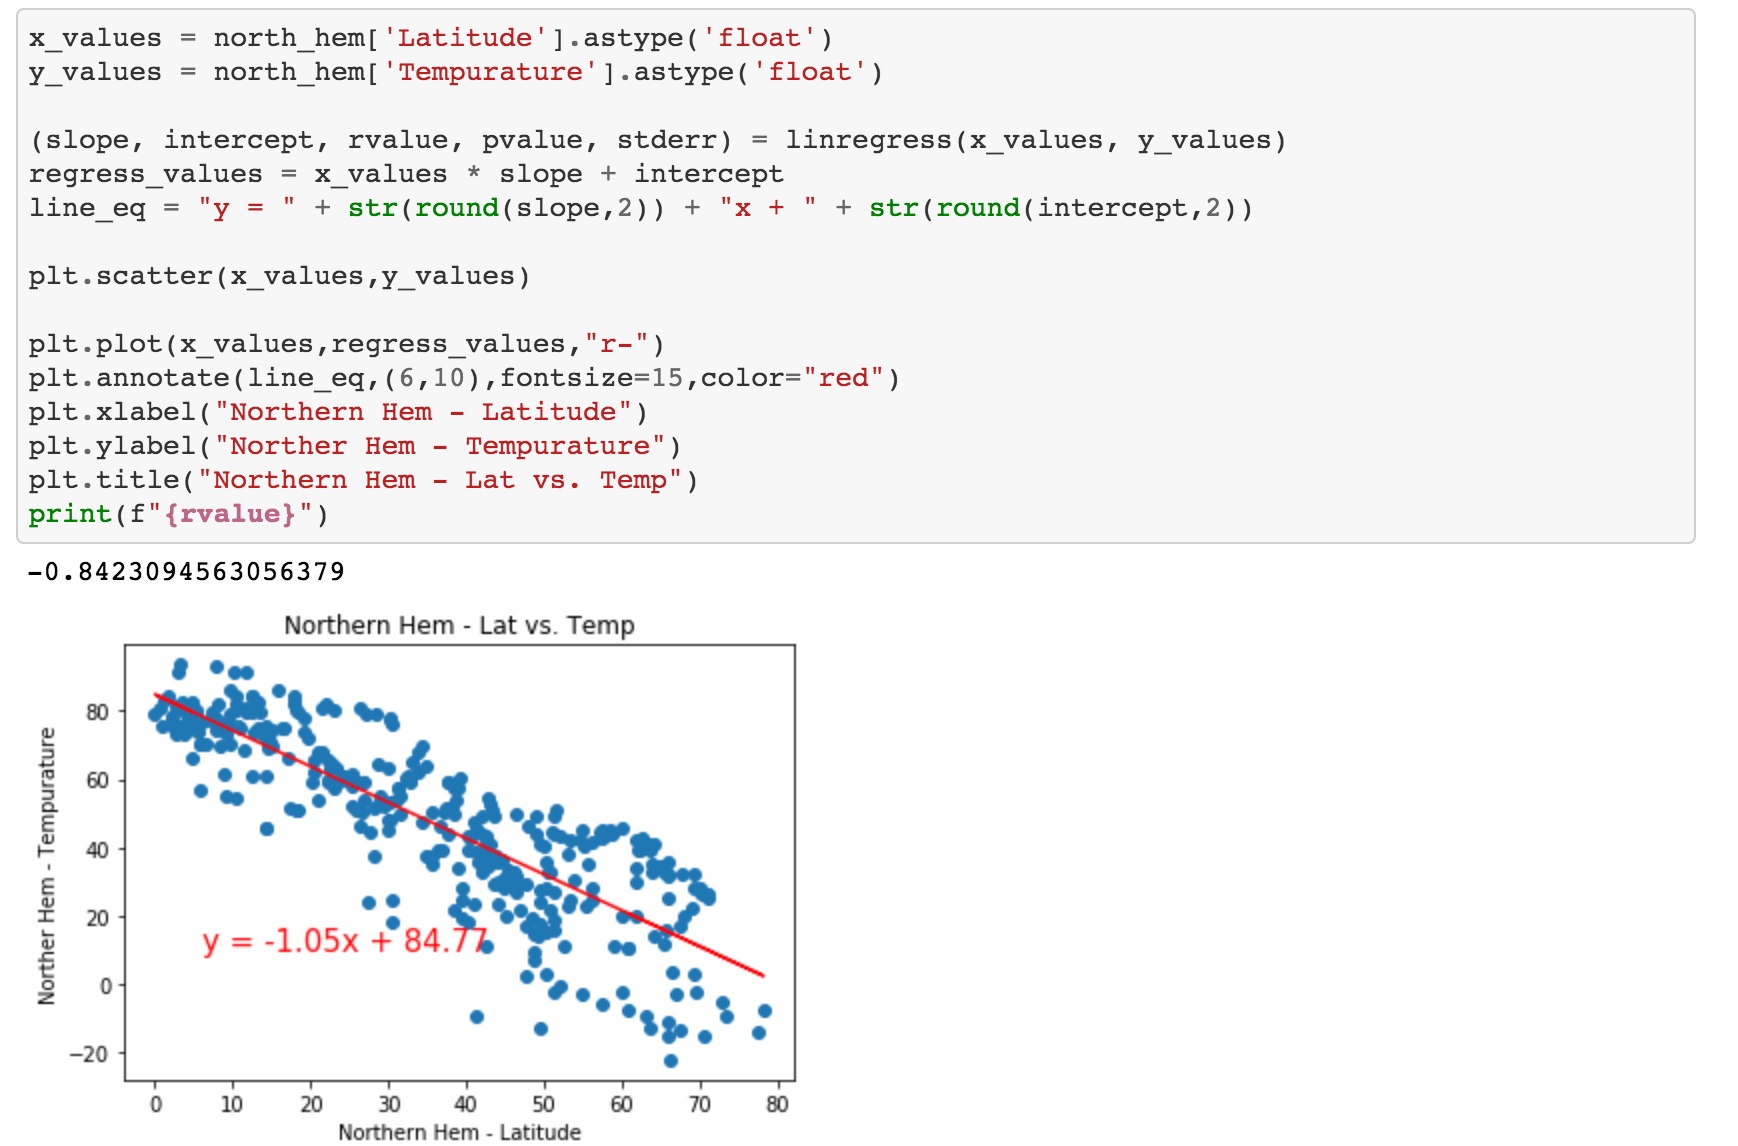 x_values = north_hem['Latitude'].astype('float')
y_values = north_hem['Tempurature'].astype('float')
(slope, intercept, rvalue, pvalue, stderr) = linregress(x_values, y_values)
regress_values = x_values * slope + intercept
line_eq = "y = " + str(round(slope,2)) + "x + " + str(round(intercept,2))
plt.scatter(x_values,y_values)
plt.plot(x_values,regress_values,"r-")
plt.annotate(line_eq,(6,10),fontsize=15,color="red")
plt.xlabel("Northern Hem - Latitude")
plt.ylabel("Norther Hem - Tempurature")
plt.title("Northern Hem - Lat vs. Temp")
print(f"{rvalue}")
-0.8423094563056379
Northern Hem - Lat vs. Temp
Norther Hem - Tempurature
80
60
40
20
0
−20
y = -1.05x + 84.77
0 10 20 30 40 50 60 70 80
Northern Hem - Latitude